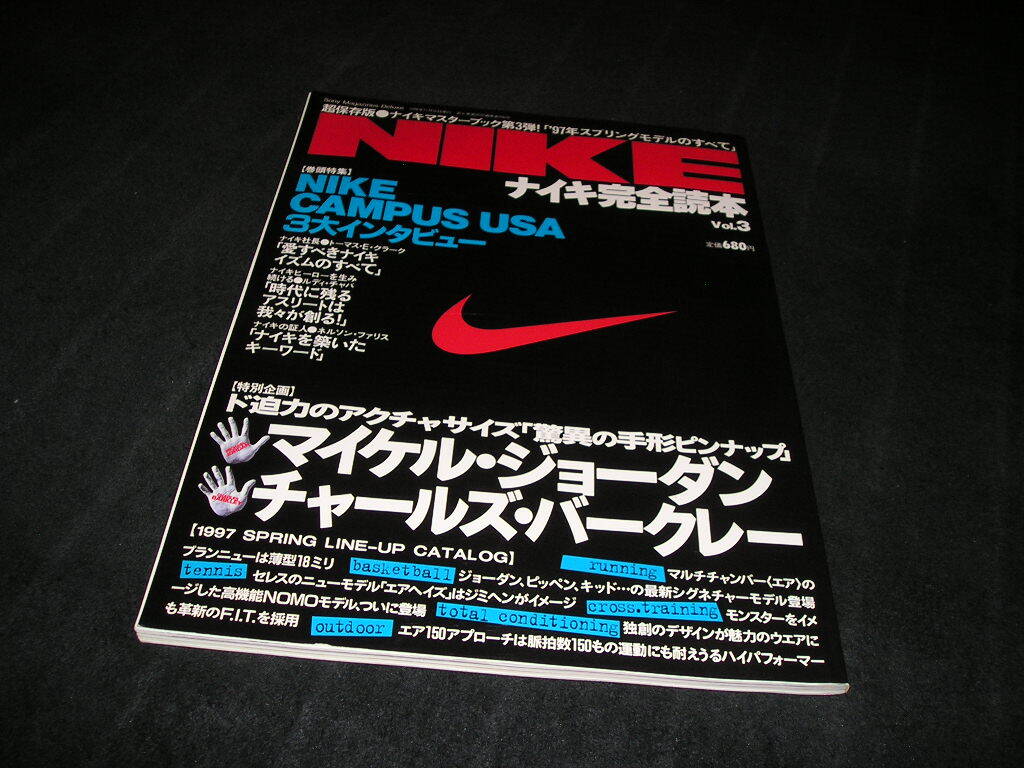 Sony Magazines Deluxe
超保存版●ナイキマスターブック第3弾!「'97年スプリングモデルのすべて」
NIKE
ナイキ完全読本
Vol.3
定価680円
【巻頭特集】
NIKE
CAMPUS USA
3大インタビュー
ナイキ社長●トーマス・E・クラーク
「愛すべきナイキ
イズムのすべて」
ナイキヒーローを生み
続ける●ルディ・チャパ
「時代に残る
アスリートは
我々が創る!」
ナイキの証人●ネルソン・ファリス
「ナイキを築いた
キーワード」
【特別企画】
ド迫力のアクチャサイズ「驚異の手形ピンナップ」
マイケル・ジョーダン
チャールズ・バークレー
BARKLEY
【1997 SPRING LINE-UP CATALOG】
running マルチチャンバー〈エア〉の
ブランニューは薄型18ミリ basketball ジョーダン、ピッペン、キッド…の最新シグネチャーモデル登場
tennis セレスのニューモデル「エアヘイズ」はジミヘンがイメージ cross.training モンスターをイメ
ージした高機能NOMOモデル、ついに登場 total conditioning 独創のデザインが魅力のウエアに
も革新のF.I.T.を採用 outdoor エア150アプローチは脈拍数150もの運動にも耐えうるハイパフォーマー